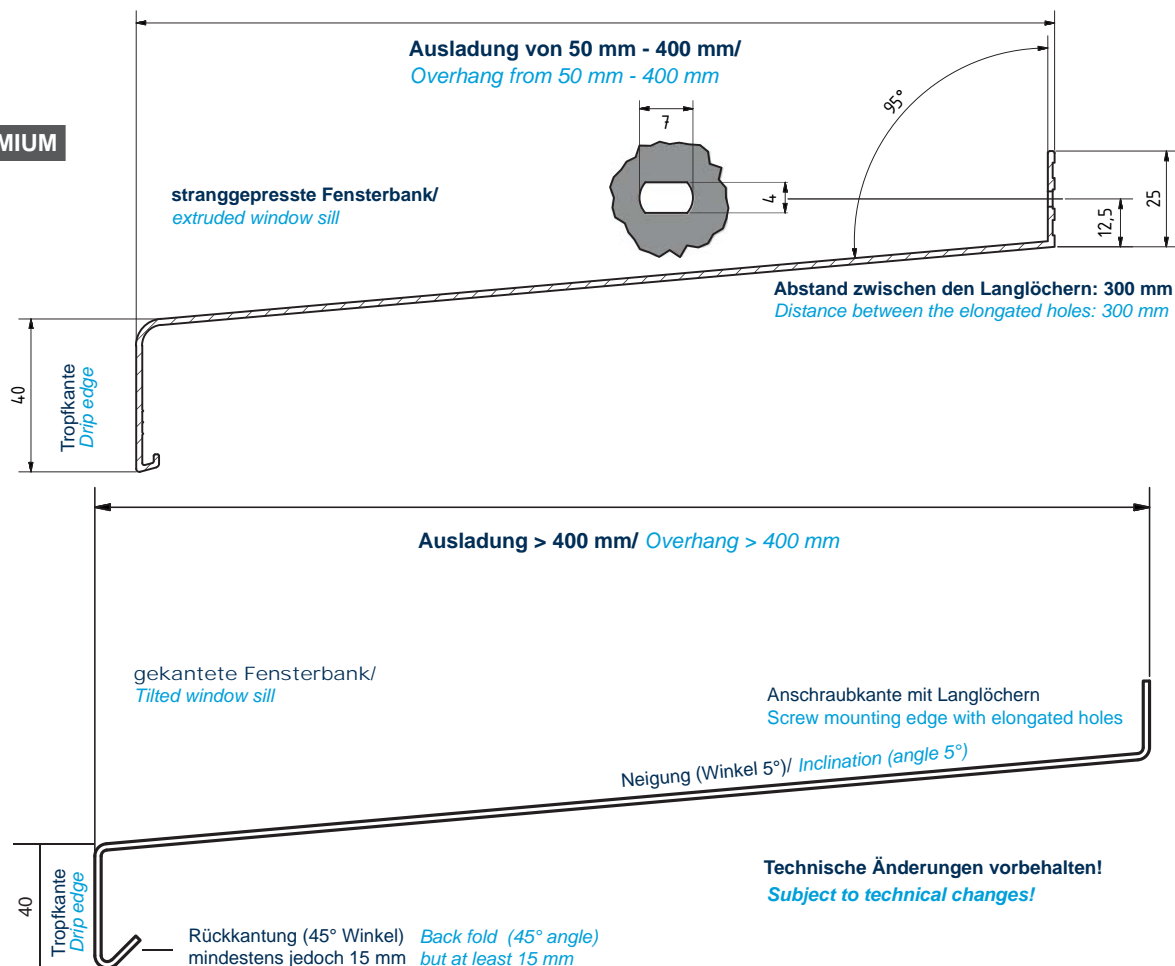 Ausladung von 50 mm - 400 mm/
Overhang from 50 mm - 400 mm
MIUM
7
95°
stranggepresste Fensterbank/
extruded window sill
4
25
12,5
Abstand zwischen den Langlöchern: 300 mm
Distance between the elongated holes: 300 mm
40
Tropfkante
Drip edge
Ausladung > 400 mm/ Overhang > 400 mm
gekantete Fensterbank/
Tilted window sill
Anschraubkante mit Langlöchern
Screw mounting edge with elongated holes
Neigung (Winkel 5°)/ Inclination (angle 5°)
40
Tropfkante
Drip edge
Technische Änderungen vorbehalten!
Subject to technical changes!
Rückkantung (45° Winkel) Back fold (45° angle)
mindestens jedoch 15 mm but at least 15 mm